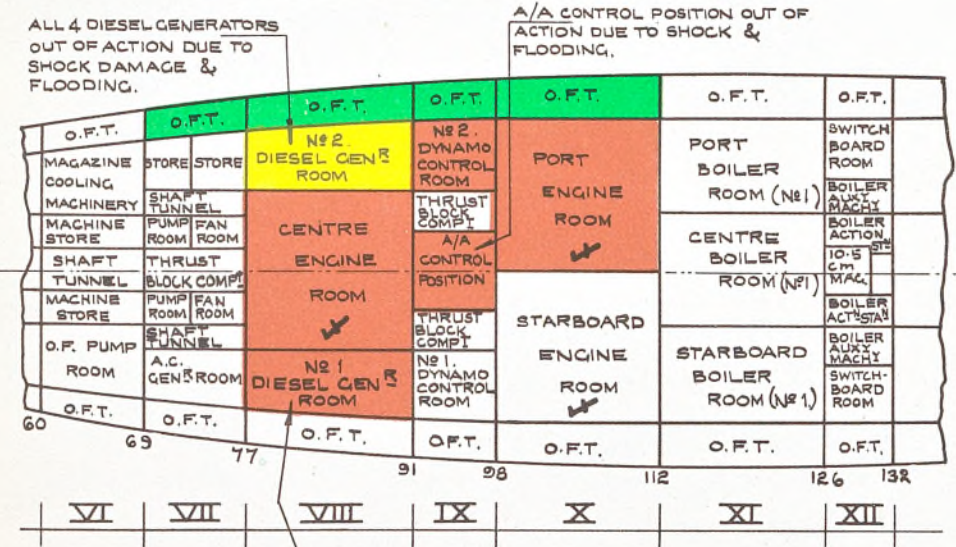 ALL 4 DIESEL GENERATORS
OUT OF ACTION DUE TO
SHOCK DAMAGE &
FLOODING.
A/A CONTROL POSITION OUT OF
ACTION DUE TO SHOCK &
FLOODING.
O.F.T.
O.F.T.
O.F.T.
O.F.T.
O.F.T.
O.F.T.
O.F.T.
MAGAZINE
COOLING
MACHINERY
MACHINE
STORE
SHAFT
TUNNEL
MACHINE
STORE
O.F. PUMP
ROOM
O.F.T.
STORE
STORE
SHAFT
TUNNEL
PUMP
ROOM
FAN
ROOM
THRUST
BLOCK COMPT
PUMP
ROOM
FAN
ROOM
SHAFT
TUNNEL
A.C.
GENR ROOM
O.F.T.
Nº 2
DIESEL GENR
ROOM
CENTRE
ENGINE
ROOM
Nº 1
DIESEL GENR
ROOM
O.F.T.
Nº 2.
DYNAMO
CONTROL
ROOM
THRUST
BLOCK
COMPT
A/A
CONTROL
POSITION
THRUST
BLOCK
COMPT
Nº 1.
DYNAMO
CONTROL
ROOM
O.F.T.
PORT
ENGINE
ROOM
STARBOARD
ENGINE
ROOM
O.F.T.
PORT
BOILER
ROOM (Nº1)
CENTRE
BOILER
ROOM (Nº1)
STARBOARD
BOILER
ROOM (Nº 1)
O.F.T.
SWITCH
BOARD
ROOM
BOILER
AUXY
MACHY
BOILER
ACTION
STN
10.5
cm
MAG.
BOILER
ACTN STAN
BOILER
AUXY
MACHY
SWITCH-
BOARD
ROOM
O.F.T.
60
69
77
91
98
112
126
132
VI
VII
VIII
IX
X
XI
XII